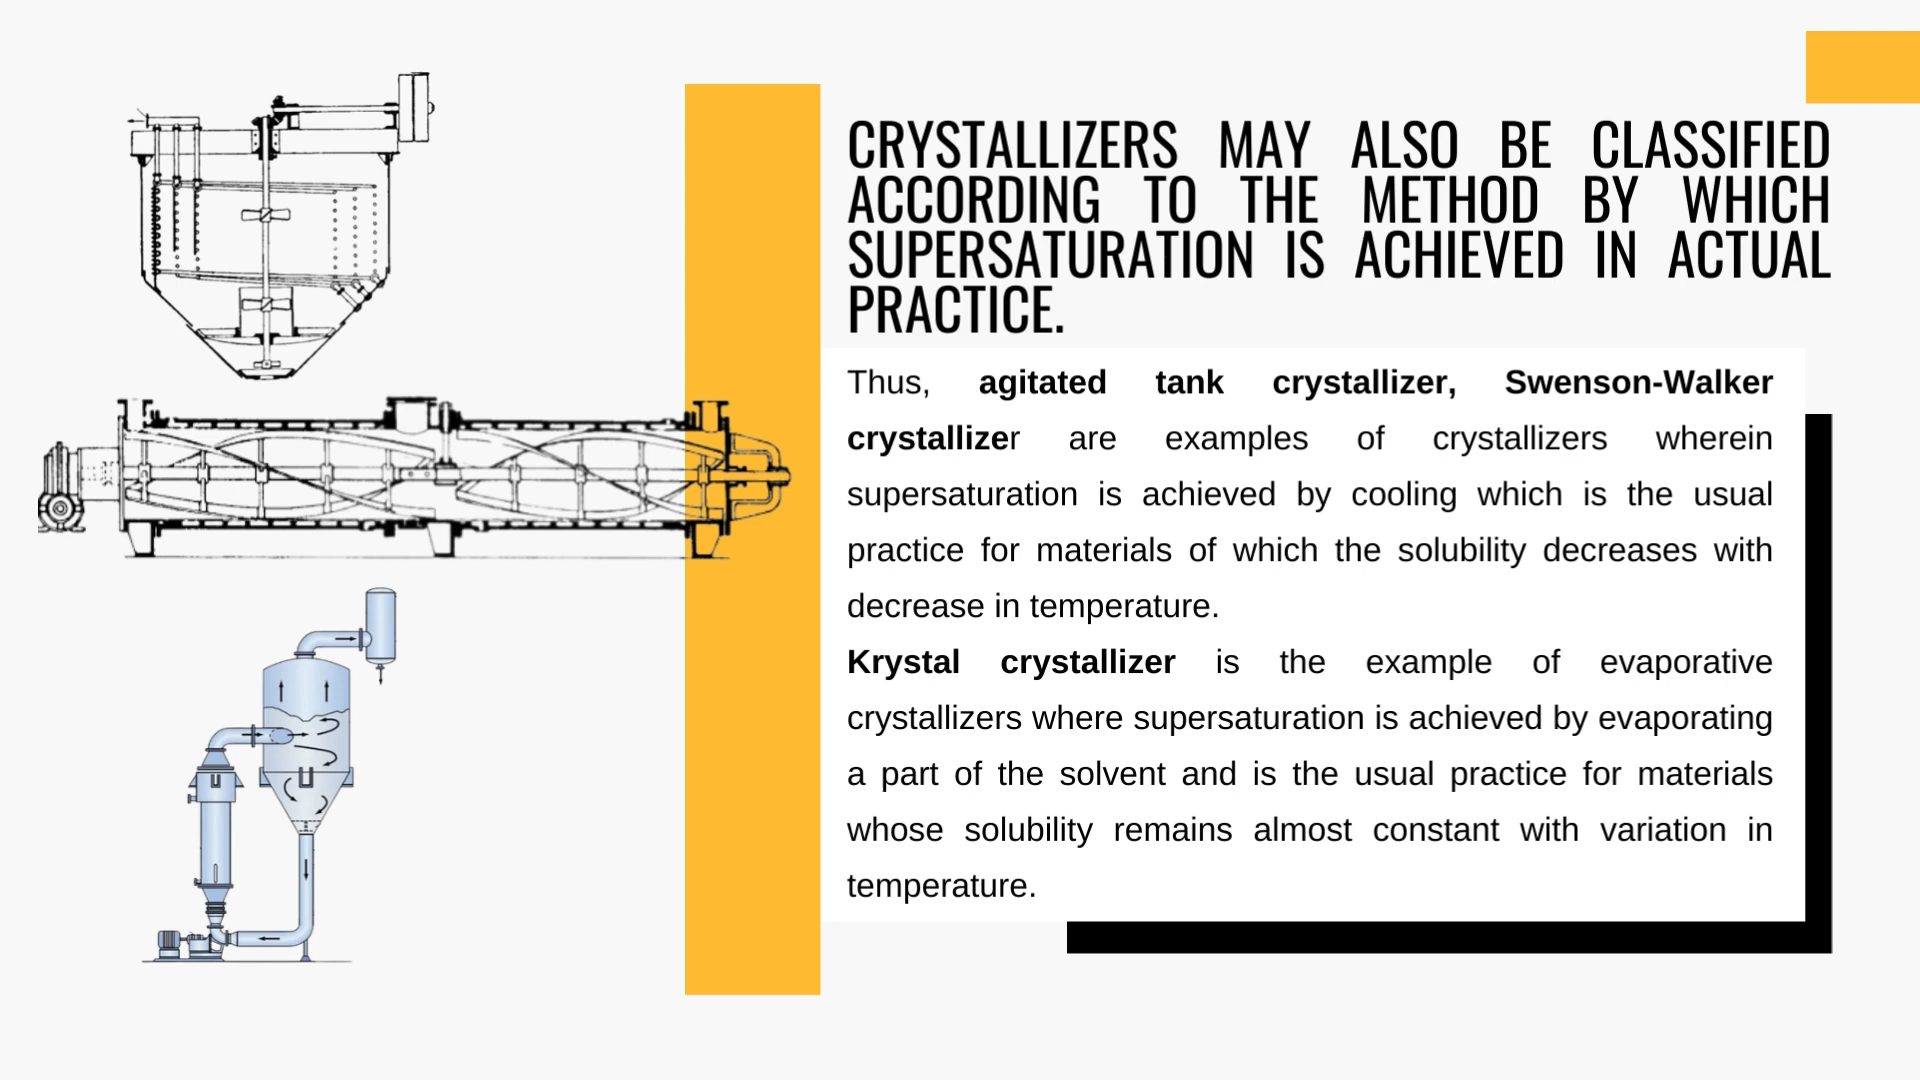 CRYSTALLIZERS MAY ALSO BE CLASSIFIED
ACCORDING TO THE METHOD BY WHICH
SUPERSATURATION IS ACHIEVED IN ACTUAL
PRACTICE.
Thus, agitated tank crystallizer, Swenson-Walker
crystallizer are examples of crystallizers wherein
supersaturation is achieved by cooling which is the usual
practice for materials of which the solubility decreases with
decrease in temperature.
Krystal crystallizer is the example of evaporative
crystallizers where supersaturation is achieved by evaporating
a part of the solvent and is the usual practice for materials
whose solubility remains almost constant with variation in
temperature.